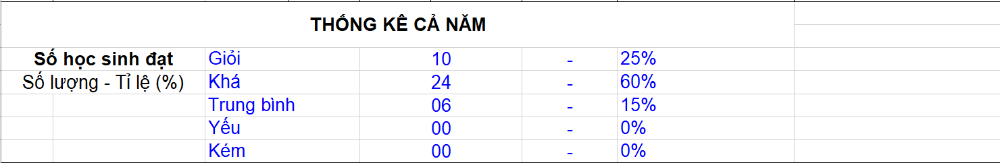 THỐNG KÊ CẢ NĂM
Số học sinh đạt Giỏi 10 - 25%
Số lượng - Tỉ lệ (%) Khá 24 - 60%
Trung bình 06 - 15%
Yếu 00 - 0%
Kém 00 - 0%